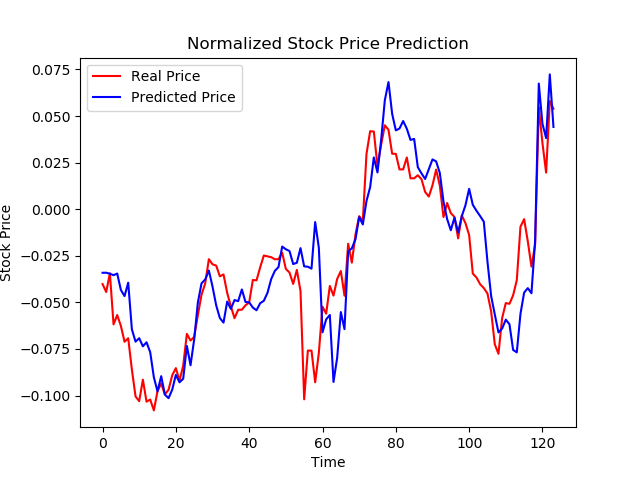 Normalized Stock Price Prediction
Real Price
Predicted Price
0.075
0.050
0.025
0.000
−0.025
−0.050
−0.075
−0.100
Stock Price
0 20 40 60 80 100 120
Time